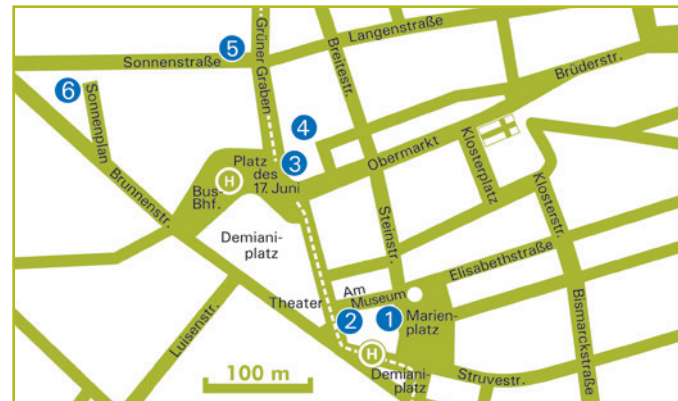 Grüner Graben
Breitestr.
Langenstraße
5
Sonnenstraße
Brüderstr.
6
Sonnenplan
4
Obermarkt
Klosterplatz
3
Platz
des
17. Juni
H
Bus-
Bhf.
Brunnenstr.
Steinstr.
Klosterstr.
Demiani-
platz
Elisabethstraße
Am
Museum
Theater
2
1
Marien-
platz
Luisenstr.
Bismarckstraße
H
100 m
Demiani-
platz
Struvestr.